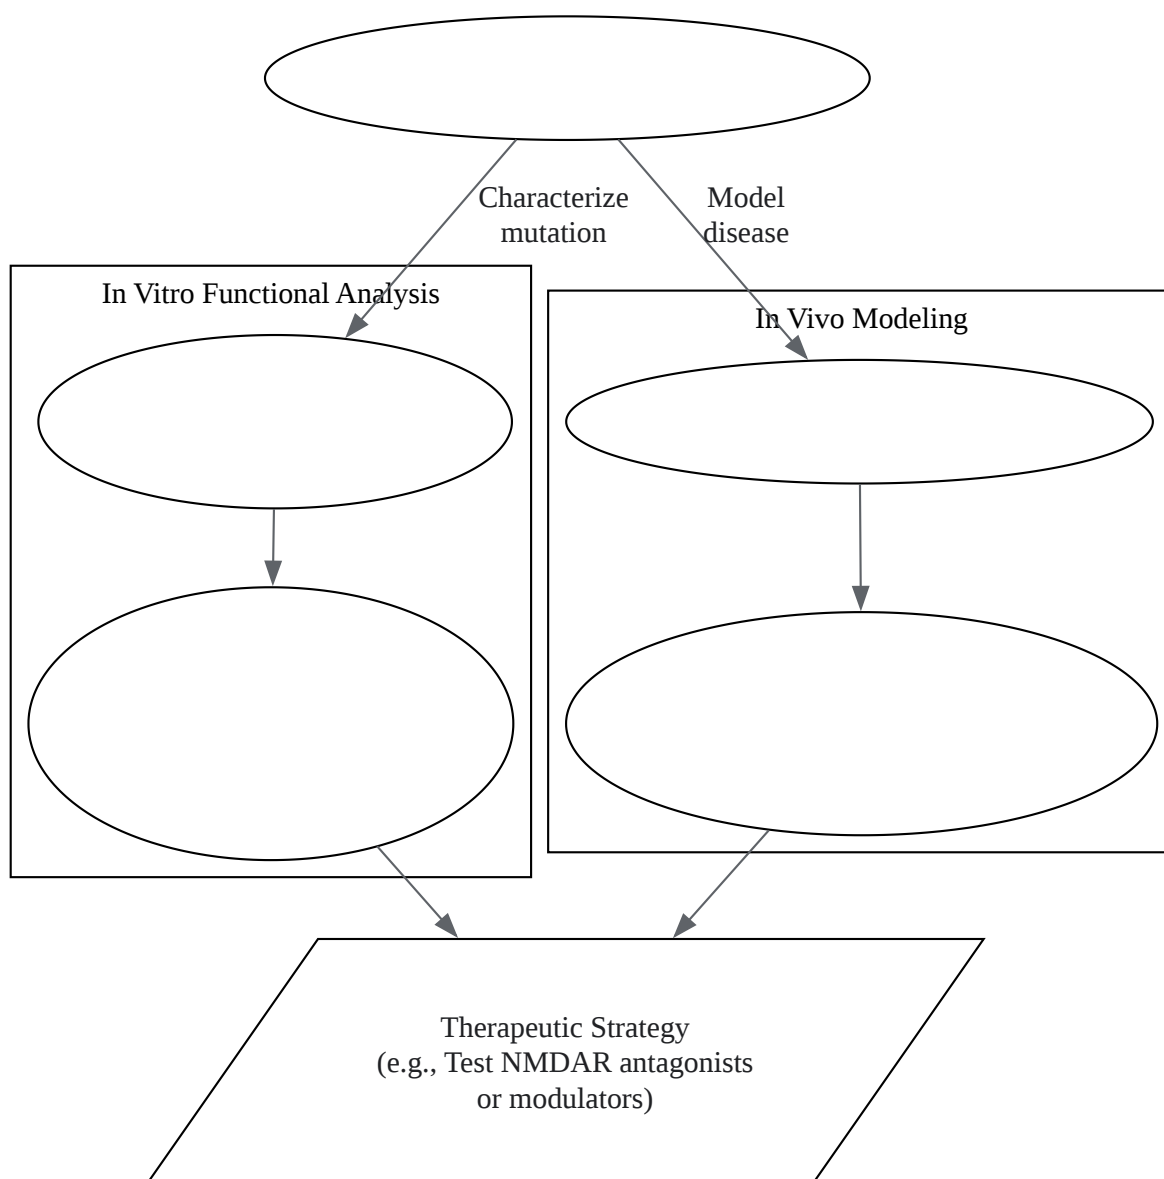 Characterize
mutation
Model
disease
In Vitro Functional Analysis
In Vivo Modeling
Therapeutic Strategy
(e.g., Test NMDAR antagonists
or modulators)